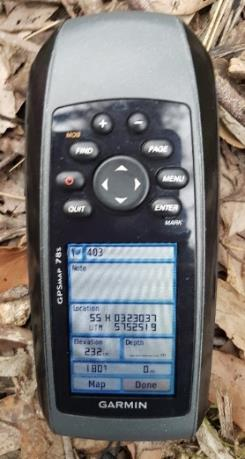 MOB
+ -
FIND PAGE
MENU
QUIT ENTER
MARK
GPSMAP 78s
403
Note
Location
55 H 0323037
UTM 5752519
Elevation Depth
232m
m
0m
Map Done
GARMIN